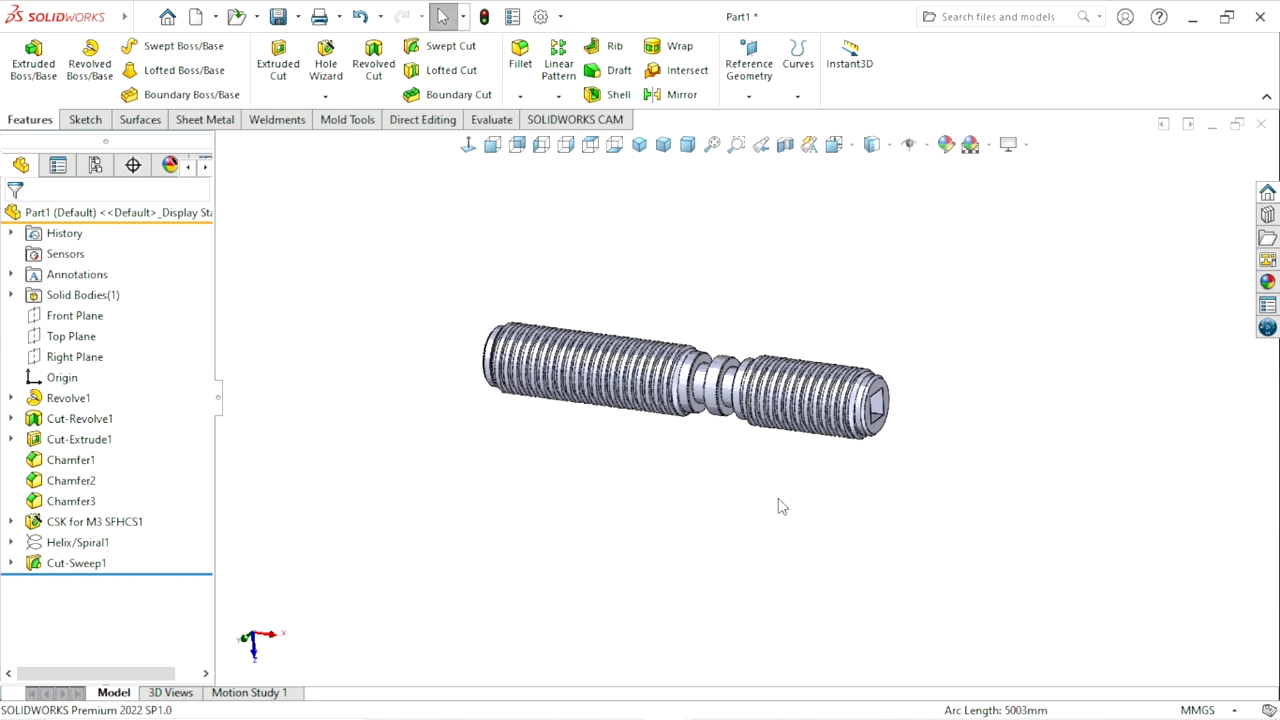 SOLIDWORKS
Part1 *
Search files and models
Extruded Boss/Base
Revolved Boss/Base
Swept Boss/Base
Lofted Boss/Base
Boundary Boss/Base
Extruded Cut
Hole Wizard
Revolved Cut
Swept Cut
Lofted Cut
Boundary Cut
Fillet
Linear Pattern
Rib
Draft
Shell
Wrap
Intersect
Mirror
Reference Geometry
Curves
Instant3D
Features
Sketch
Surfaces
Sheet Metal
Weldments
Mold Tools
Direct Editing
Evaluate
SOLIDWORKS CAM
Part1 (Default) <<Default>_Display Sta
History
Sensors
Annotations
Solid Bodies(1)
Front Plane
Top Plane
Right Plane
Origin
Revolve1
Cut-Revolve1
Cut-Extrude1
Chamfer1
Chamfer2
Chamfer3
CSK for M3 SFHCS1
Helix/Spiral1
Cut-Sweep1
X
Y
Z
Model
3D Views
Motion Study 1
SOLIDWORKS Premium 2022 SP1.0
Arc Length: 5003mm
MMGS